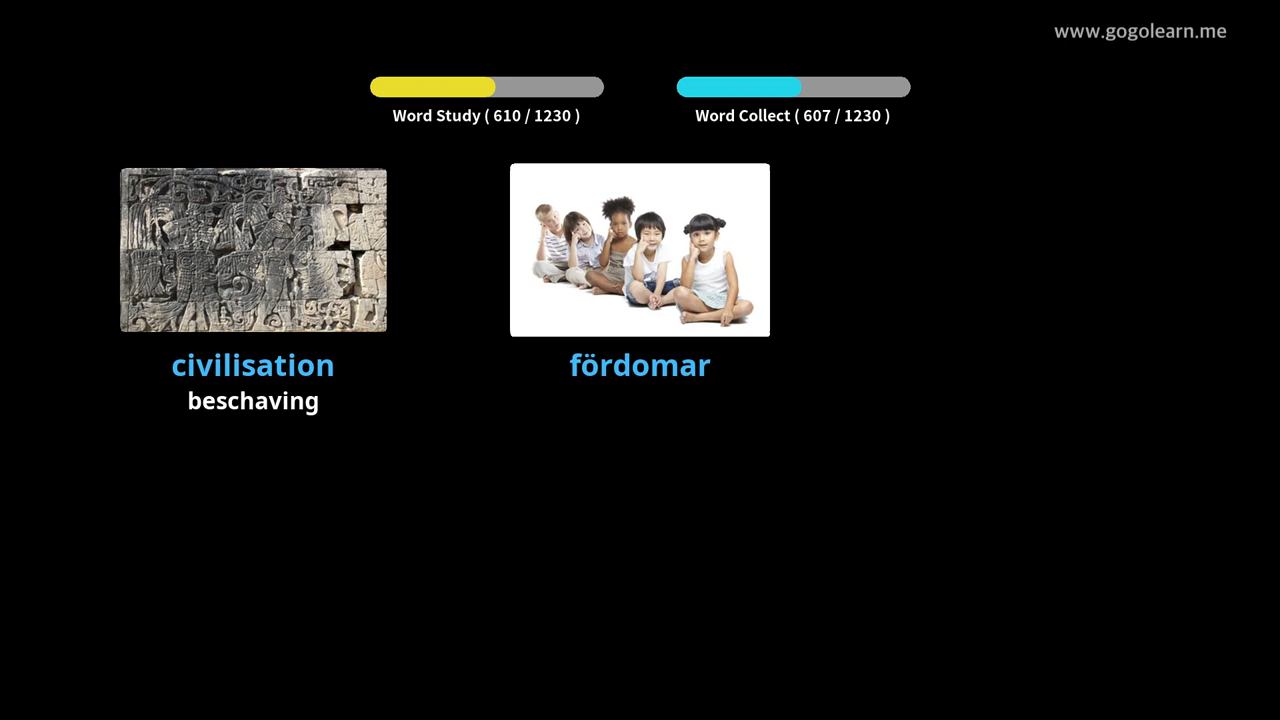 www.gogolearn.me
Word Study ( 610 / 1230 )
Word Collect ( 607 / 1230 )
civilisation
beschaving
fördomar